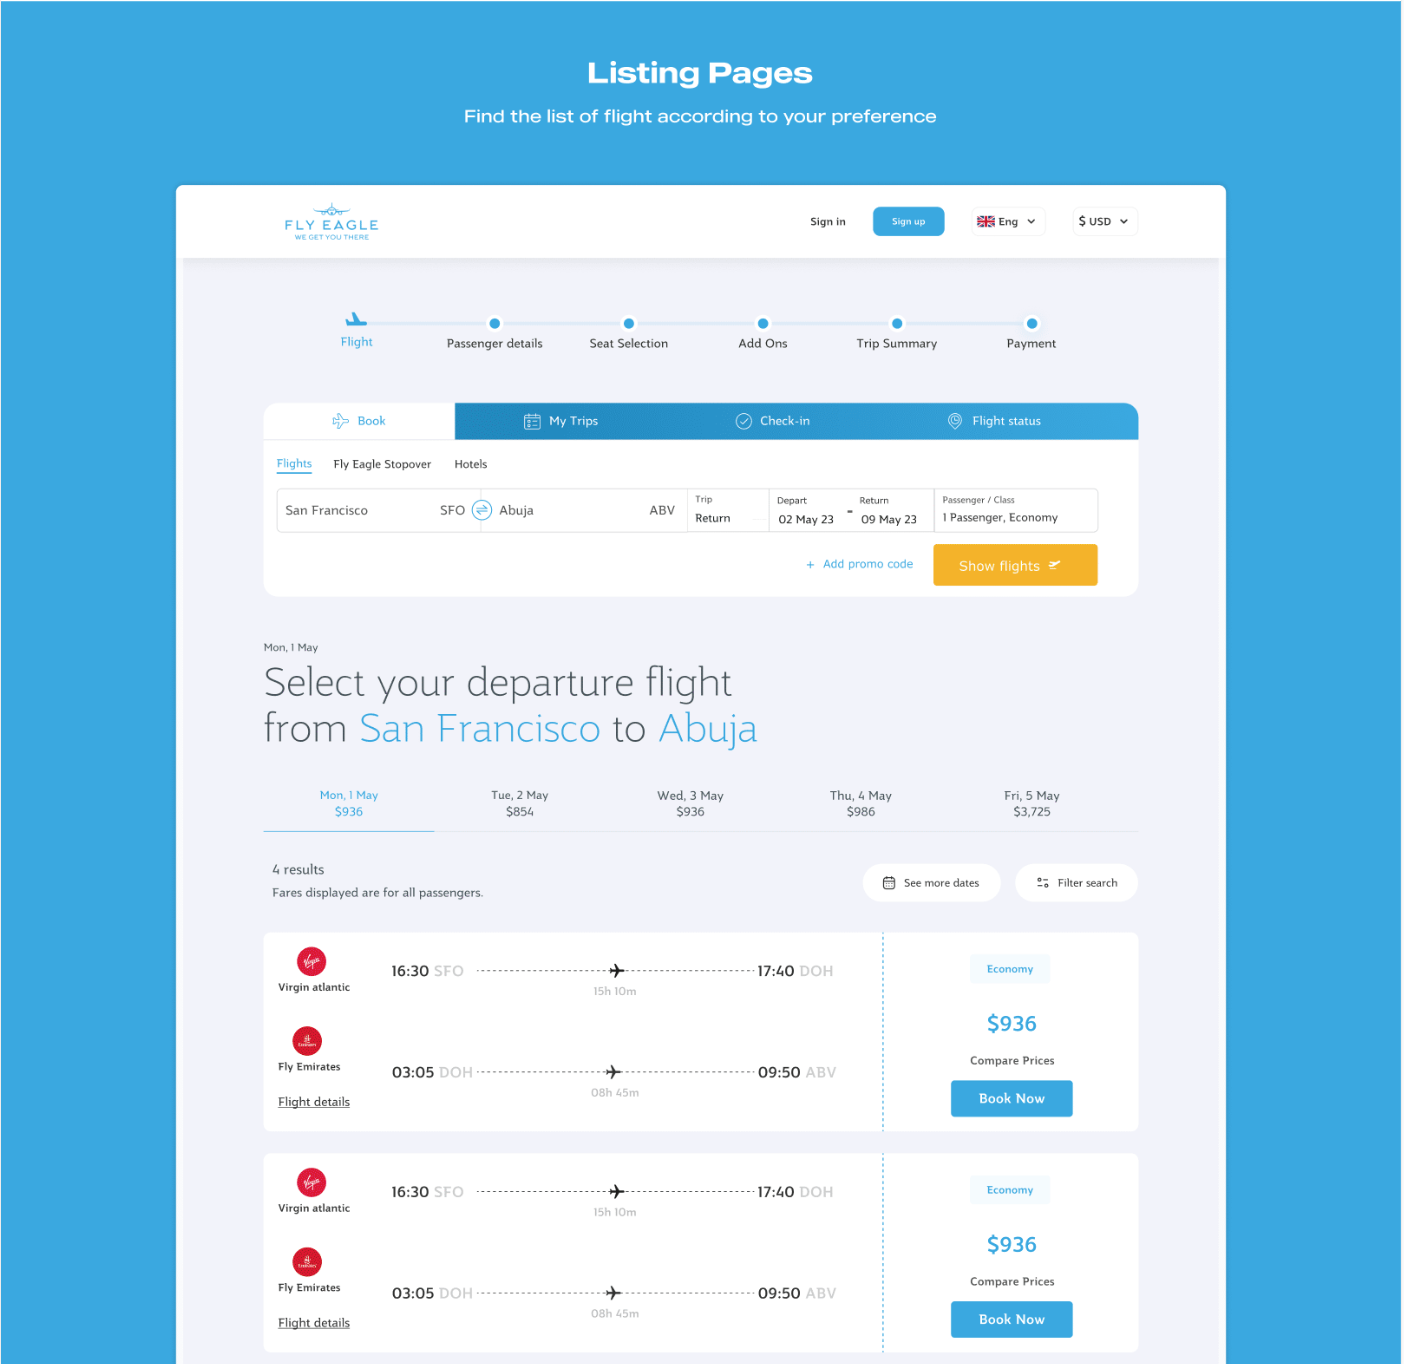 Listing Pages
Find the list of flight according to your preference
FLY EAGLE
WE GET YOU THERE
Sign in
Sign up
Eng
$ USD
Flight
Passenger details
Seat Selection
Add Ons
Trip Summary
Payment
Book
My Trips
Check-in
Flight status
Flights
Fly Eagle Stopover
Hotels
San Francisco
SFO
Abuja
ABV
Trip
Return
Depart
02 May 23
-
Return
09 May 23
Passenger / Class
1 Passenger, Economy
+ Add promo code
Show flights
Mon, 1 May
Select your departure flight
from San Francisco to Abuja
Mon, 1 May
$936
Tue, 2 May
$854
Wed, 3 May
$936
Thu, 4 May
$986
Fri, 5 May
$3,725
4 results
Fares displayed are for all passengers.
See more dates
Filter search
Virgin
Virgin atlantic
16:30 SFO
15h 10m
17:40 DOH
Emirates
Fly Emirates
03:05 DOH
08h 45m
09:50 ABV
Flight details
Economy
$936
Compare Prices
Book Now
Virgin
Virgin atlantic
16:30 SFO
15h 10m
17:40 DOH
Emirates
Fly Emirates
03:05 DOH
08h 45m
09:50 ABV
Flight details
Economy
$936
Compare Prices
Book Now